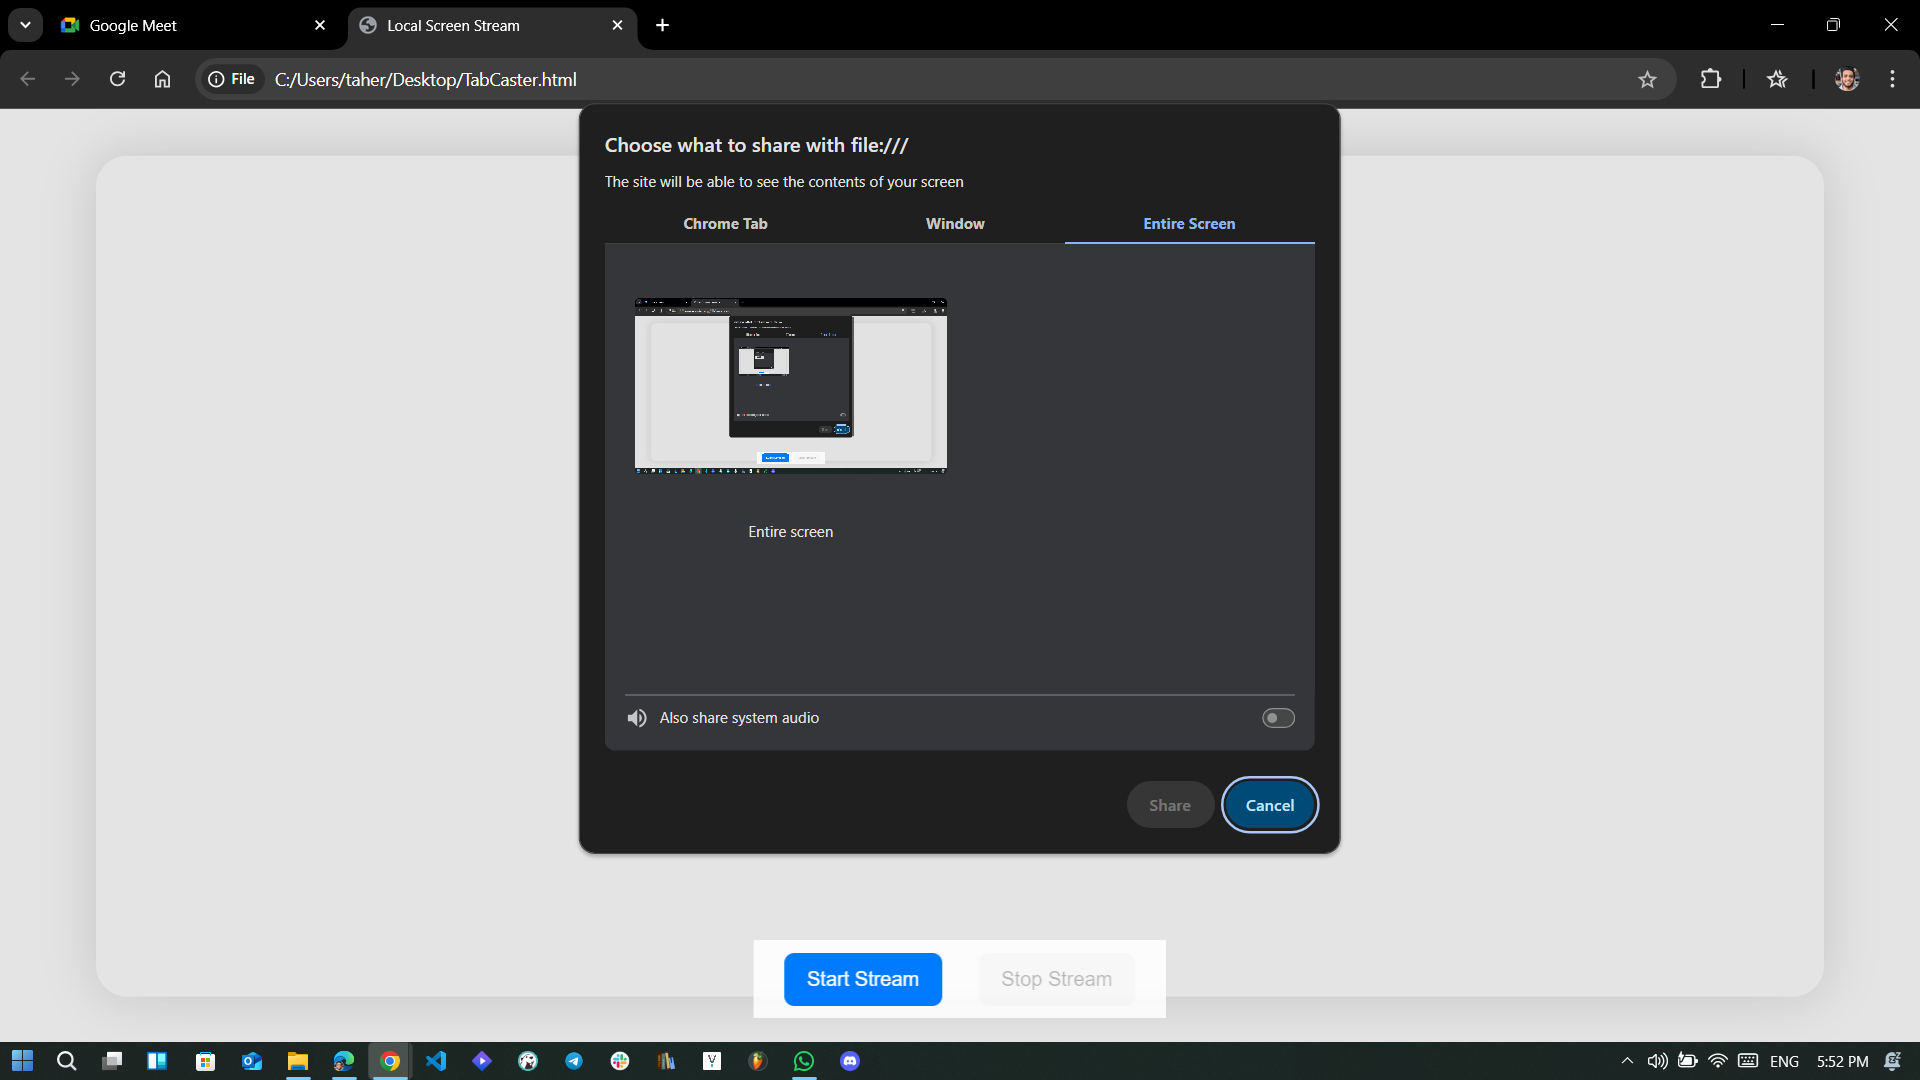 Google Meet
Local Screen Stream
File
C:/Users/taher/Desktop/TabCaster.html
Choose what to share with file:///
The site will be able to see the contents of your screen
Chrome Tab
Window
Entire Screen
Entire screen
Also share system audio
Share
Cancel
Start Stream
Stop Stream
ENG
5:52 PM